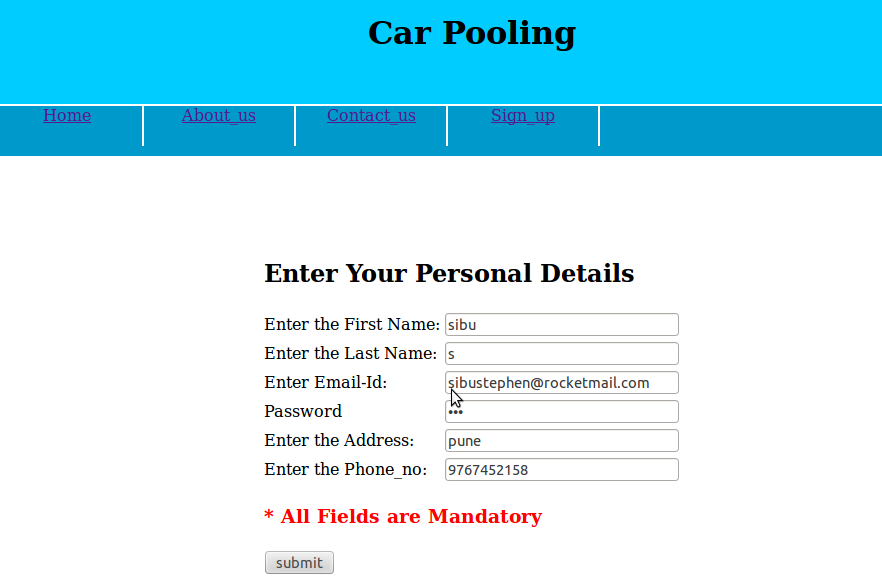 Car Pooling
Home About_us Contact_us Sign_up
Enter Your Personal Details
Enter the First Name: sibu
Enter the Last Name: s
Enter Email-Id: sibustephen@rocketmail.com
Password •••
Enter the Address: pune
Enter the Phone_no: 9767452158
* All Fields are Mandatory
submit